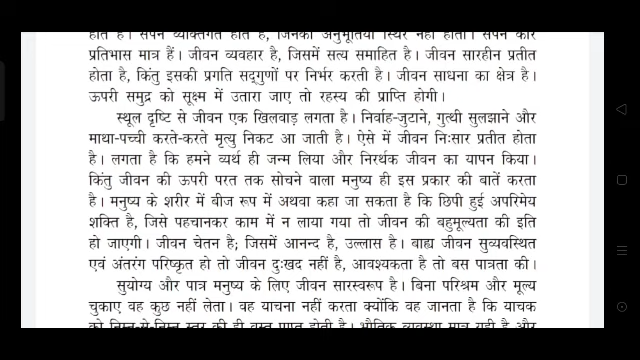 होते हैं। सपने व्यक्तिगत होते हैं, जिनकी अनुभूतियाँ स्थिर नहीं होती। सपने कोरे
प्रतिभास मात्र हैं। जीवन व्यवहार है, जिसमें सत्य समाहित है। जीवन सारहीन प्रतीत
होता है, किंतु इसकी प्रगति सद्‌गुणों पर निर्भर करती है। जीवन साधना का क्षेत्र है।
ऊपरी समुद्र को सूक्ष्म में उतारा जाए तो रहस्य की प्राप्ति होगी।
स्थूल दृष्टि से जीवन एक खिलवाड़ लगता है। निर्वाह-जुटाने, गुत्थी सुलझाने और
माथा-पच्ची करते-करते मृत्यु निकट आ जाती है। ऐसे में जीवन निःसार प्रतीत होता
है। लगता है कि हमने व्यर्थ ही जन्म लिया और निरर्थक जीवन का यापन किया।
किंतु जीवन की ऊपरी परत तक सोचने वाला मनुष्य ही इस प्रकार की बातें करता
है। मनुष्य के शरीर में बीज रूप में अथवा कहा जा सकता है कि छिपी हुई अपरिमेय
शक्ति है, जिसे पहचानकर काम में न लाया गया तो जीवन की बहुमूल्यता की इति
हो जाएगी। जीवन चेतन है; जिसमें आनन्द है, उल्लास है। बाह्य जीवन सुव्यवस्थित
एवं अंतरंग परिष्कृत हो तो जीवन दुःखद नहीं है, आवश्यकता है तो बस पात्रता की।
सुयोग्य और पात्र मनुष्य के लिए जीवन सारस्वरूप है। बिना परिश्रम और मूल्य
चुकाए वह कुछ नहीं लेता। वह याचना नहीं करता क्योंकि वह जानता है कि याचक
को निम्न-से-निम्न स्तर की ही वस्तु प्राप्त होती है। भौतिक व्यवस्था मात्र यही है और